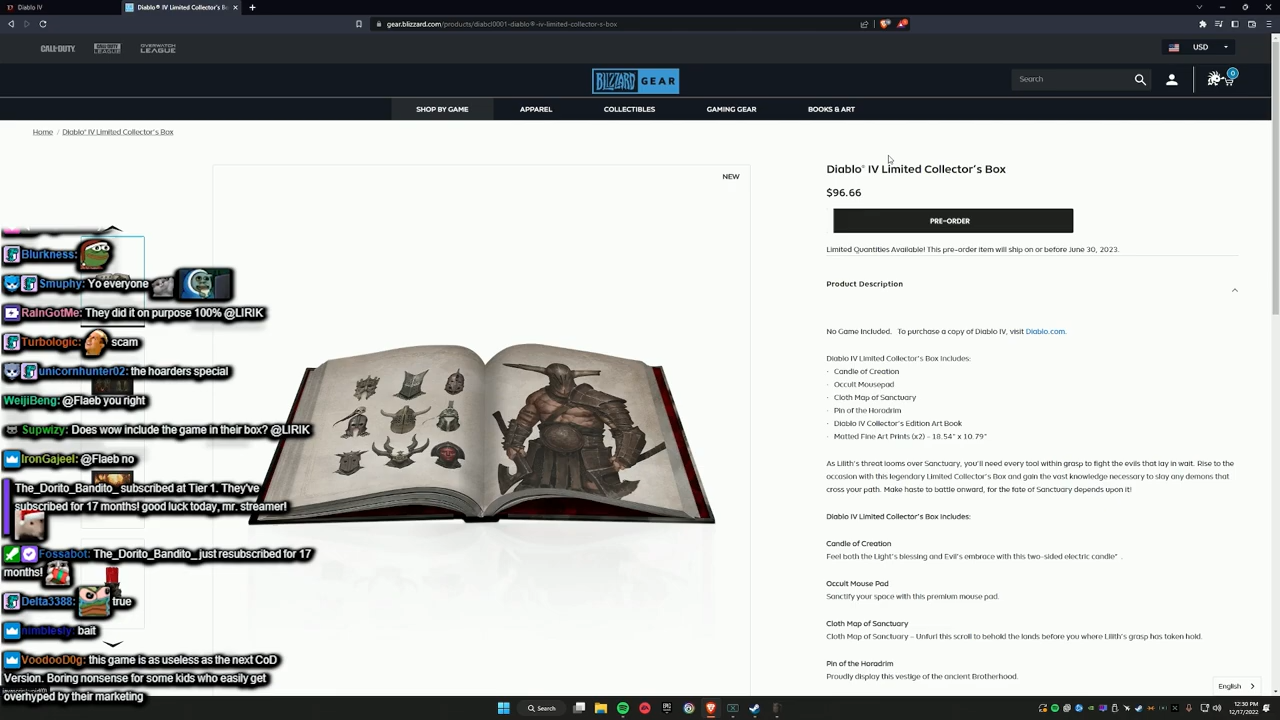 Diablo IV
Diablo® IV Limited Collector's B
gear.blizzard.com/products/diabcl0001-diablo®-iv-limited-collector-s-box
CALL·DUTY.
OVERWATCH LEAGUE
USD
BLIZZARD GEAR
Search
0
SHOP BY GAME
APPAREL
COLLECTIBLES
GAMING GEAR
BOOKS & ART
Home / Diablo® IV Limited Collector's Box
NEW
Diablo® IV Limited Collector's Box
$96.66
PRE-ORDER
Limited Quantities Available! This pre-order item will ship on or before June 30, 2023.
Product Description
No Game Included. To purchase a copy of Diablo IV, visit Diablo.com.
Diablo IV Limited Collector's Box Includes:
· Candle of Creation
· Occult Mousepad
· Cloth Map of Sanctuary
· Pin of the Horadrim
· Diablo IV Collector's Edition Art Book
· Matted Fine Art Prints (x2) - 18.54" x 10.79"
As Lilith's threat looms over Sanctuary, you'll need every tool within grasp to fight the evils that lay in wait. Rise to the
occasion with this legendary Limited Collector's Box and gain the vast knowledge necessary to slay any demons that
cross your path. Make haste to battle onward, for the fate of Sanctuary depends upon it!
Diablo IV Limited Collector's Box Includes:
Candle of Creation
Feel both the Light's blessing and Evil's embrace with this two-sided electric candle* .
Occult Mouse Pad
Sanctify your space with this premium mouse pad.
Cloth Map of Sanctuary
Cloth Map of Sanctuary – Unfurl this scroll to behold the lands before you where Lilith's grasp has taken hold.
Pin of the Horadrim
Proudly display this vestige of the ancient Brotherhood.
Blurkness:
Smuphy: Yo everyone
RainGotMe: They did it on purpose 100% @LIRIK
Turbologic: scam
unicornhunter02: the hoarders special
WeijiBeng: @Flaeb you right
Supwizy: Does wow include the game in their box? @LIRIK
IronGajeel: @Flaeb no
The_Dorito_Bandito_ subscribed at Tier 1. They've
subscribed for 17 months! good luck today, mr. streamer!
Fossabot: The_Dorito_Bandito_ has subscribed for 17
months!
Delta3388: true
nimblesly: bait
VoodooD0g: this game is as useless as the next CoD
Version. Boring nonsense for some kids who easily get
overhyped by their marketing
English
Search
12:30 PM
12/17/2022